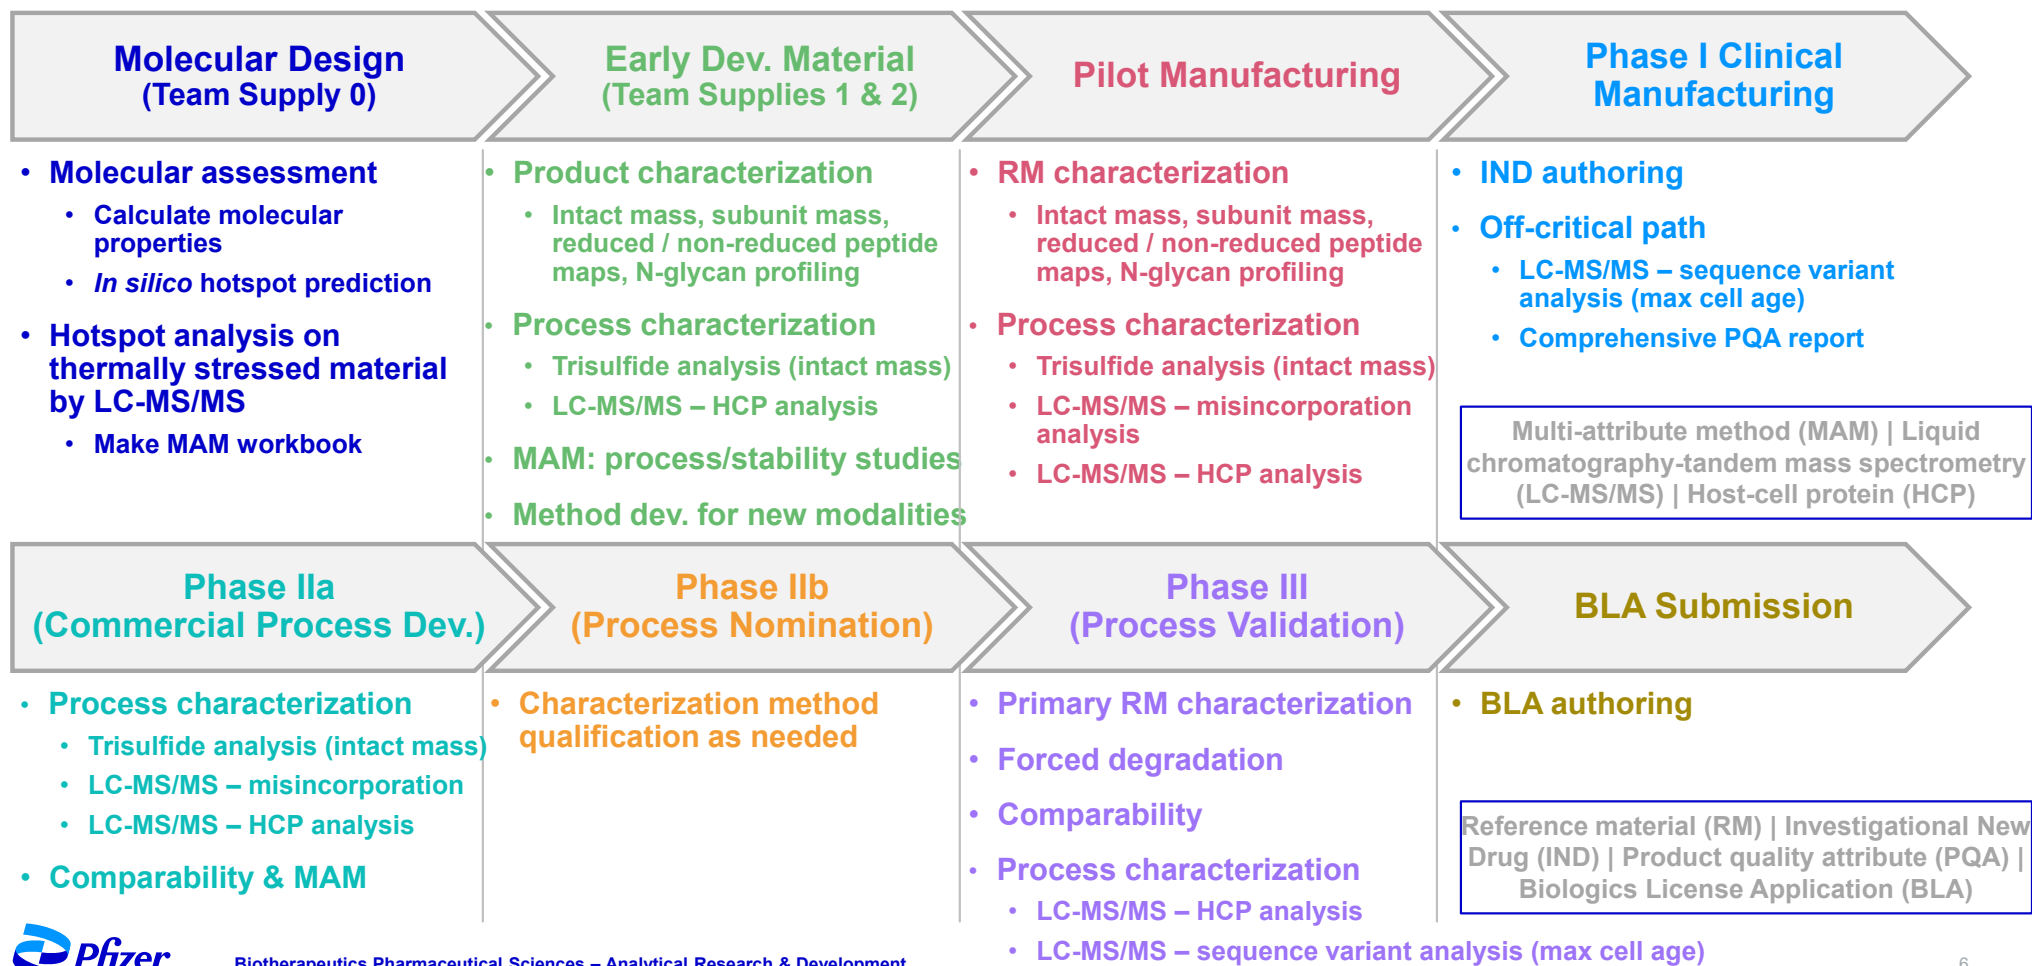 Molecular Design
(Team Supply 0)
Early Dev. Material
(Team Supplies 1 & 2)
Pilot Manufacturing
Phase I Clinical
Manufacturing
• Molecular assessment
• Calculate molecular
properties
• In silico hotspot prediction
• Hotspot analysis on
thermally stressed material
by LC-MS/MS
• Make MAM workbook
• Product characterization
• Intact mass, subunit mass,
reduced / non-reduced peptide
maps, N-glycan profiling
• Process characterization
• Trisulfide analysis (intact mass)
• LC-MS/MS – HCP analysis
• MAM: process/stability studies
• Method dev. for new modalities
• RM characterization
• Intact mass, subunit mass,
reduced / non-reduced peptide
maps, N-glycan profiling
• Process characterization
• Trisulfide analysis (intact mass)
• LC-MS/MS – misincorporation
analysis
• LC-MS/MS – HCP analysis
• IND authoring
• Off-critical path
• LC-MS/MS – sequence variant
analysis (max cell age)
• Comprehensive PQA report
Multi-attribute method (MAM) | Liquid
chromatography-tandem mass spectrometry
(LC-MS/MS) | Host-cell protein (HCP)
Phase IIa
(Commercial Process Dev.)
Phase IIb
(Process Nomination)
Phase III
(Process Validation)
BLA Submission
• Process characterization
• Trisulfide analysis (intact mass)
• LC-MS/MS – misincorporation
• LC-MS/MS – HCP analysis
• Comparability & MAM
• Characterization method
qualification as needed
• Primary RM characterization
• Forced degradation
• Comparability
• Process characterization
• LC-MS/MS – HCP analysis
• LC-MS/MS – sequence variant analysis (max cell age)
• BLA authoring
Reference material (RM) | Investigational New
Drug (IND) | Product quality attribute (PQA) |
Biologics License Application (BLA)
Pfizer
Biotherapeutics Pharmaceutical Sciences – Analytical Research & Development
6